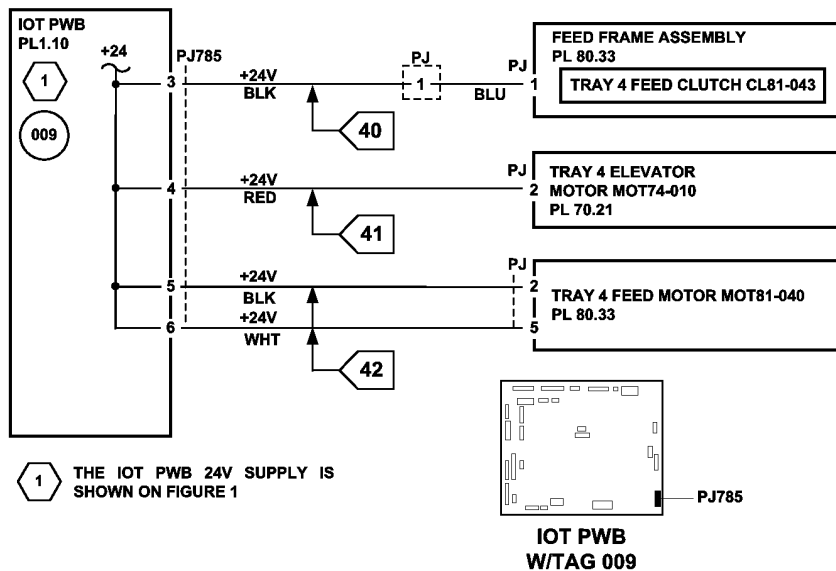 IOT PWB
PL1.10
+24
1
009
PJ785
3
+24V
BLK
PJ
1
BLU
PJ
1
FEED FRAME ASSEMBLY
PL 80.33
TRAY 4 FEED CLUTCH CL81-043
40
4
+24V
RED
PJ
2
TRAY 4 ELEVATOR
MOTOR MOT74-010
PL 70.21
41
5
+24V
BLK
PJ
2
TRAY 4 FEED MOTOR MOT81-040
PL 80.33
6
+24V
WHT
5
42
1
THE IOT PWB 24V SUPPLY IS
SHOWN ON FIGURE 1
PJ785
IOT PWB
W/TAG 009